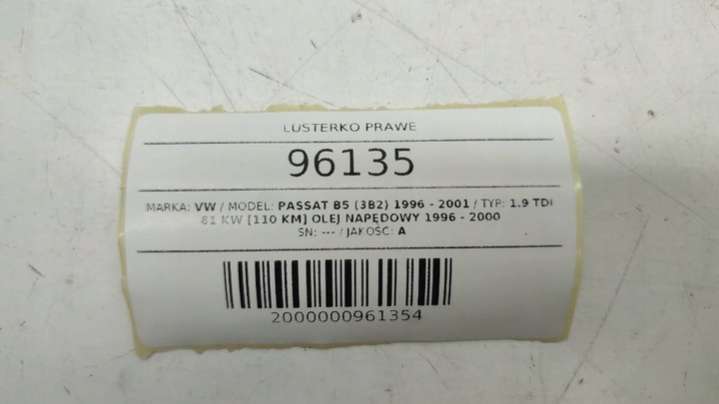 LUSTERKO PRAWE
96135
MARKA: VW / MODEL: PASSAT B5 (3B2) 1996 - 2001 / TYP: 1.9 TDI
81 KW [110 KM] OLEJ NAPĘDOWY 1996 - 2000
SN: --- / JAKOŚĆ: A
2000000961354